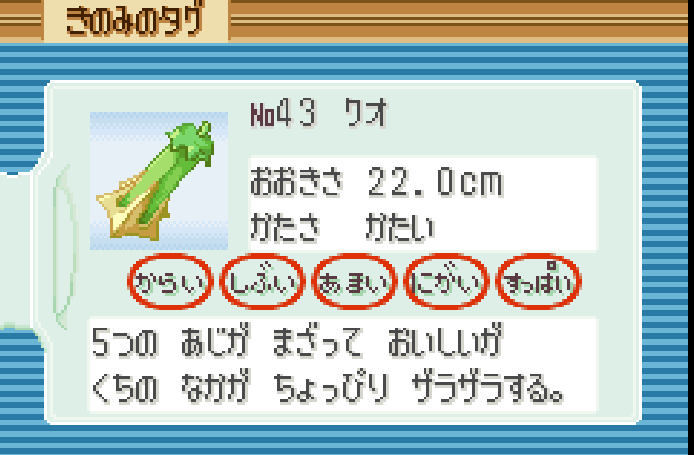 きのみのタグ
No43 クオ
おおきさ 22.0cm
かたさ かたい
からい しぶい あまい にがい すっぱい
5つの あじが まざって おいしいが
くちの なかが ちょっぴり ザラザラする。